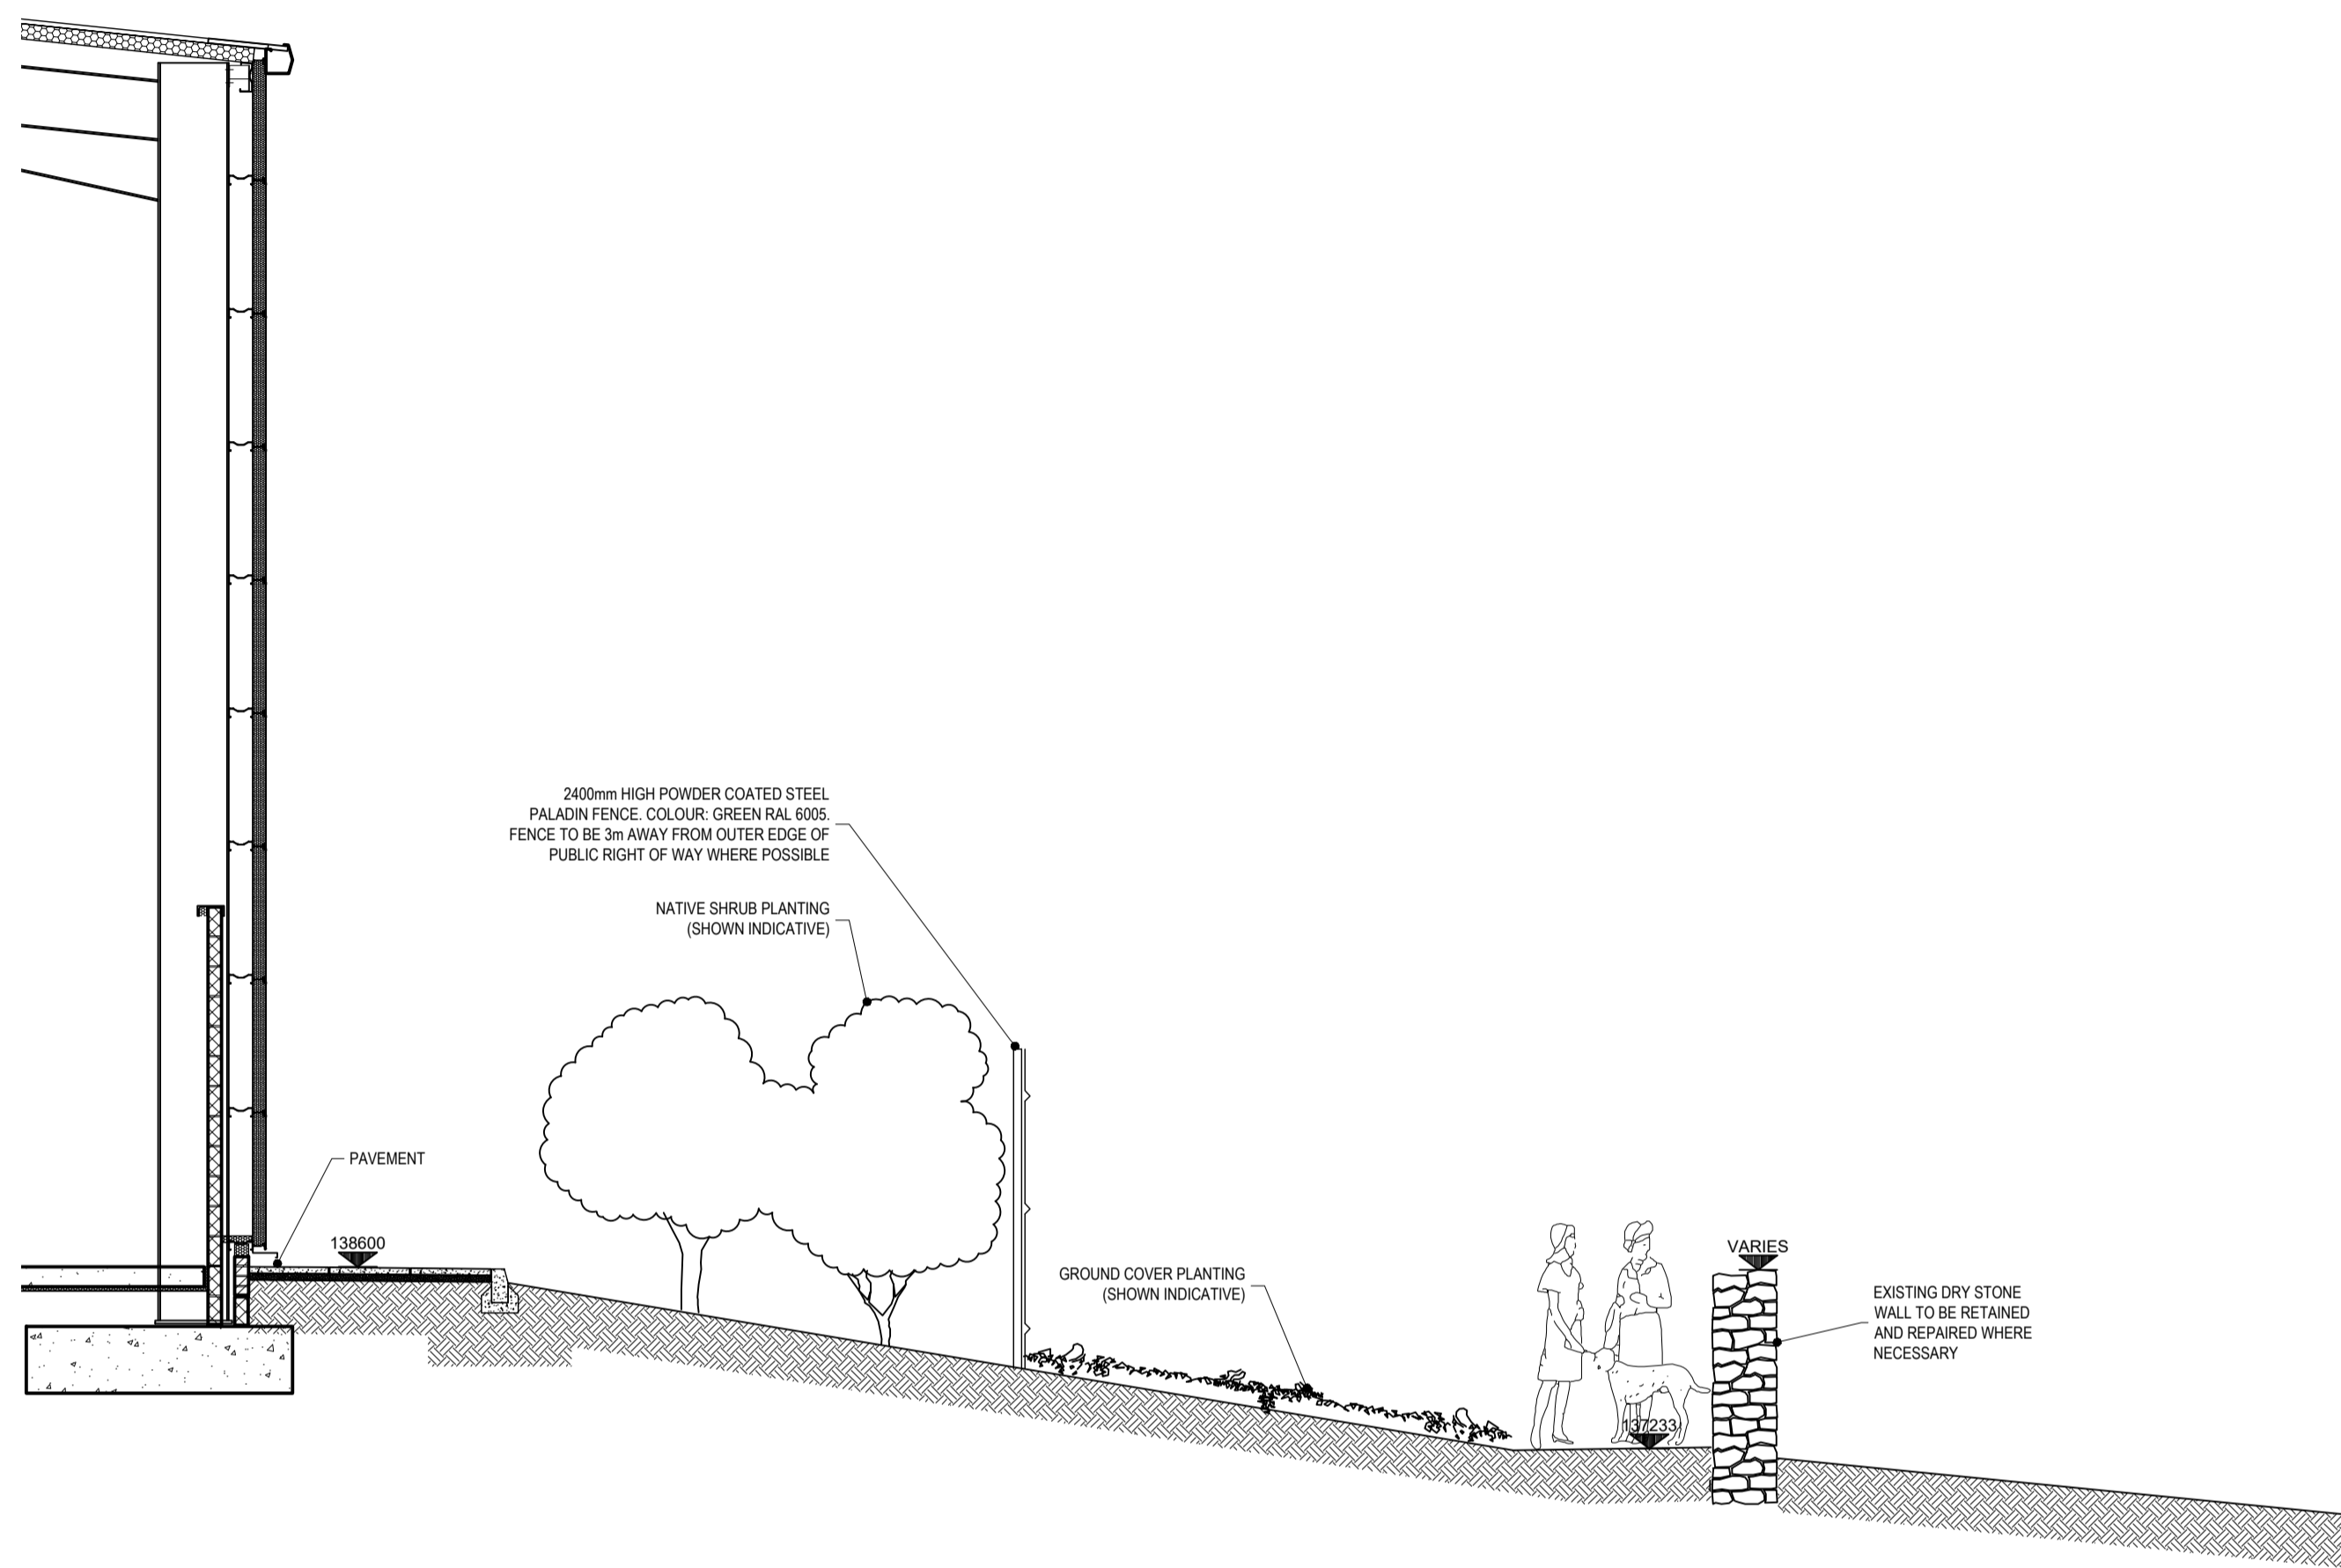 2400mm HIGH POWDER COATED STEEL
PALADIN FENCE. COLOUR: GREEN RAL 6005.
FENCE TO BE 3m AWAY FROM OUTER EDGE OF
PUBLIC RIGHT OF WAY WHERE POSSIBLE
NATIVE SHRUB PLANTING
(SHOWN INDICATIVE)
PAVEMENT
138600
GROUND COVER PLANTING
(SHOWN INDICATIVE)
VARIES
EXISTING DRY STONE
WALL TO BE RETAINED
AND REPAIRED WHERE
NECESSARY
137233